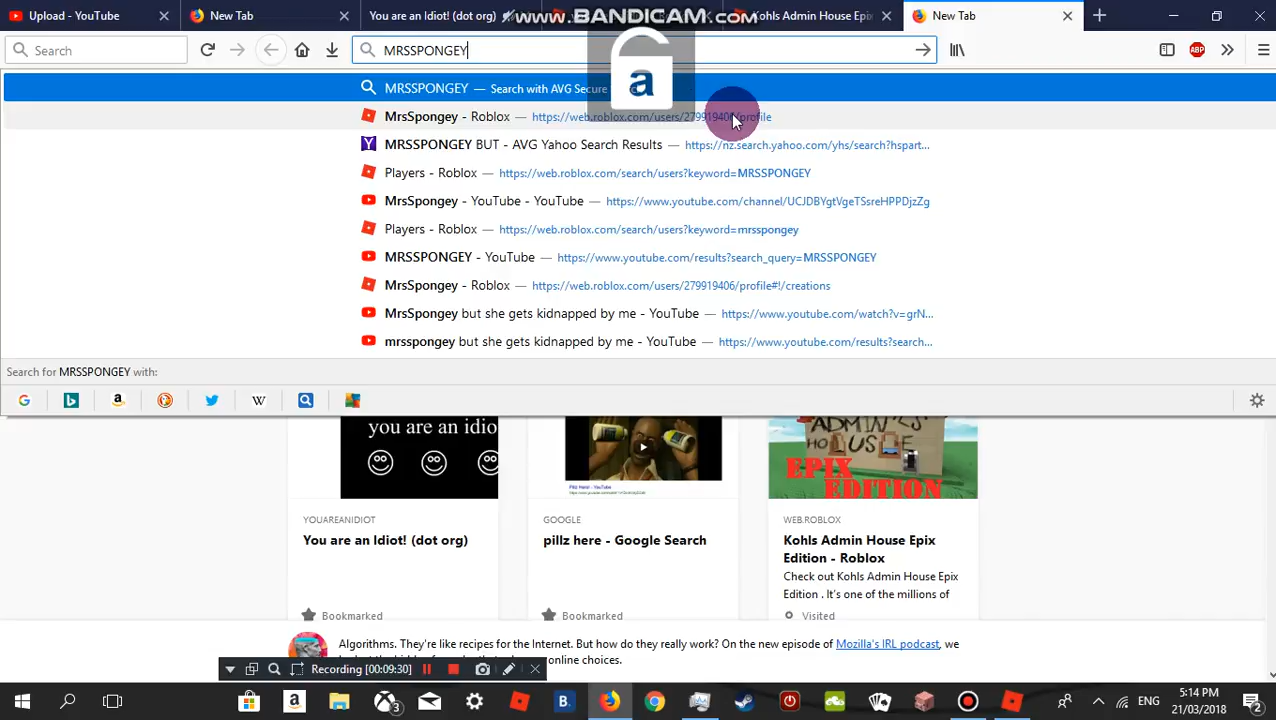 Upload - YouTube
New Tab
You are an Idiot! (dot org)
www.BANDICAM.com
Kohls Admin House Epi
New Tab
Search
MRSSPONGEY
ABP
a
MRSSPONGEY — Search with AVG Secure
MrsSpongey - Roblox — https://web.roblox.com/users/279919406/profile
MRSSPONGEY BUT - AVG Yahoo Search Results — https://nz.search.yahoo.com/yhs/search?hspart...
Players - Roblox — https://web.roblox.com/search/users?keyword=MRSSPONGEY
MrsSpongey - YouTube - YouTube — https://www.youtube.com/channel/UCJDBYgtVgeTSsreHPPDjzZg
Players - Roblox — https://web.roblox.com/search/users?keyword=mrsspongey
MRSSPONGEY - YouTube — https://www.youtube.com/results?search_query=MRSSPONGEY
MrsSpongey - Roblox — https://web.roblox.com/users/279919406/profile#!/creations
MrsSpongey but she gets kidnapped by me - YouTube — https://www.youtube.com/watch?v=grN...
mrsspongey but she gets kidnapped by me - YouTube — https://www.youtube.com/results?search...
Search for MRSSPONGEY with:
you are an idio
ADMIN'S
HOUSE
EPIX
EDITION
Pillz Here! - YouTube
YOUAREANIDIOT
GOOGLE
WEB.ROBLOX
You are an Idiot! (dot org)
pillz here - Google Search
Kohls Admin House Epix
Edition - Roblox
Check out Kohls Admin House Epix
Edition . It's one of the millions of
Bookmarked
Bookmarked
Visited
Algorithms. They're like recipes for the Internet. But how do they really work? On the new episode of Mozilla's IRL podcast, we
online choices.
Recording [00:09:30]
3
ENG
5:14 PM
21/03/2018
2